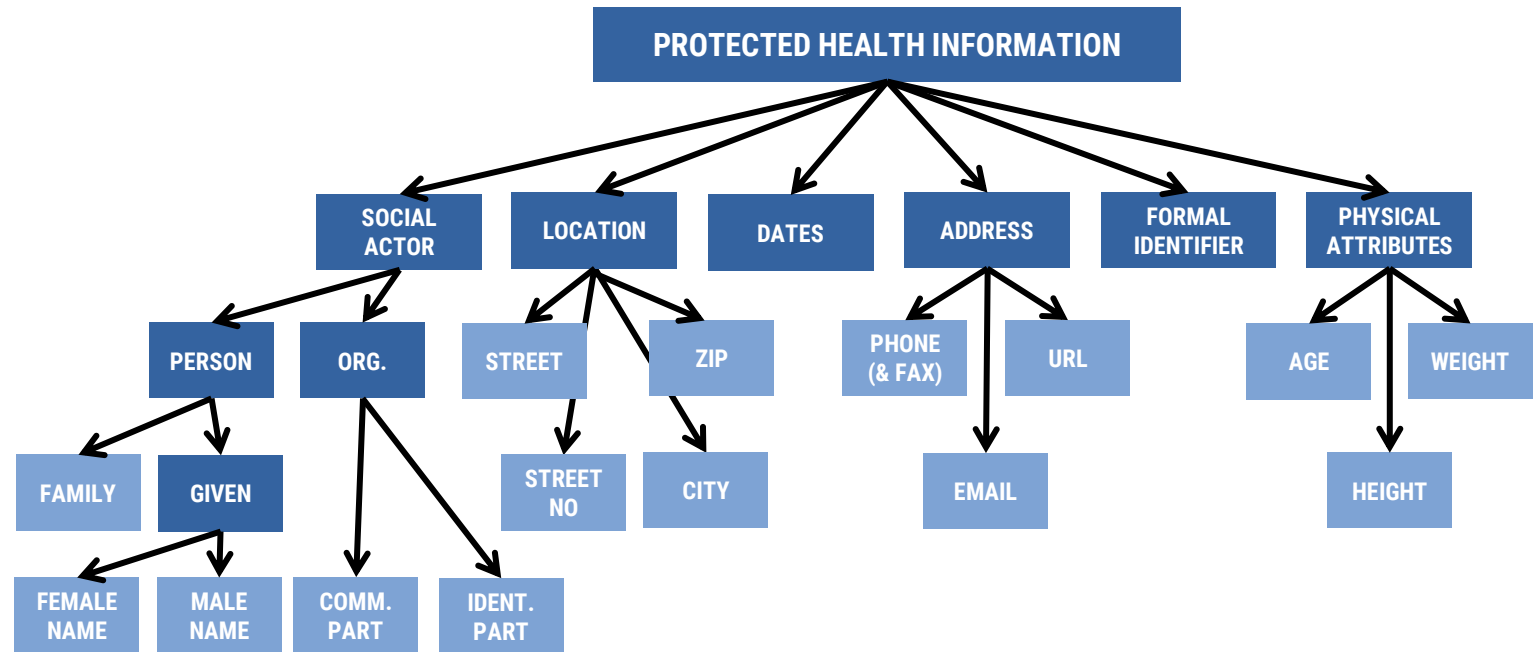 PROTECTED HEALTH INFORMATION
SOCIAL
ACTOR
LOCATION
DATES
ADDRESS
FORMAL
IDENTIFIER
PHYSICAL
ATTRIBUTES
PERSON
ORG.
STREET
ZIP
PHONE
(& FAX)
URL
AGE
WEIGHT
FAMILY
GIVEN
STREET
NO
CITY
EMAIL
HEIGHT
FEMALE
NAME
MALE
NAME
COMM.
PART
IDENT.
PART